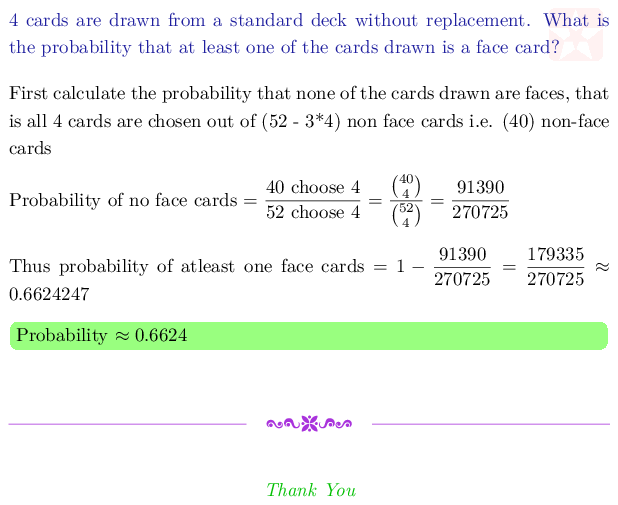 4 cards are drawn from a standard deck without replacement. What is
the probability that at least one of the cards drawn is a face card?
First calculate the probability that none of the cards drawn are faces, that
is all 4 cards are chosen out of (52 - 3*4) non face cards i.e. (40) non-face
cards
Probability of no face cards = \frac{40 choose 4}{52 choose 4} = \frac{\binom{40}{4}}{\binom{52}{4}} = \frac{91390}{270725}
Thus probability of atleast one face cards = 1 − \frac{91390}{270725} = \frac{179335}{270725} ≈
0.6624247
Probability ≈ 0.6624
Thank You